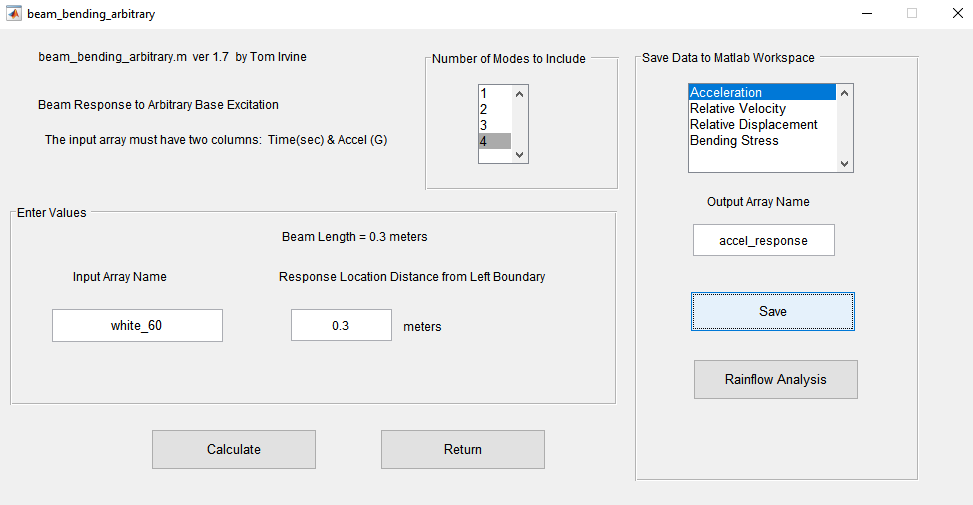 beam_bending_arbitrary
beam_bending_arbitrary.m ver 1.7 by Tom Irvine
Beam Response to Arbitrary Base Excitation
The input array must have two columns: Time(sec) & Accel (G)
Number of Modes to Include
1
2
3
4
Enter Values
Beam Length = 0.3 meters
Input Array Name
Response Location Distance from Left Boundary
white_60
0.3
meters
Calculate
Return
Save Data to Matlab Workspace
Acceleration
Relative Velocity
Relative Displacement
Bending Stress
Output Array Name
accel_response
Save
Rainflow Analysis